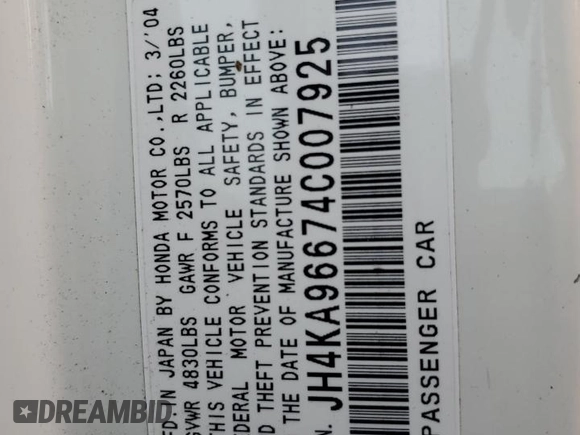 MFD. IN JAPAN BY HONDA MOTOR CO.,LTD; 3/'04
GVWR 4830LBS GAWR F 2570LBS R 2260LBS
THIS VEHICLE CONFORMS TO ALL APPLICABLE
FEDERAL MOTOR VEHICLE SAFETY, BUMPER,
D THEFT PREVENTION STANDARDS IN EFFECT
THE DATE OF MANUFACTURE SHOWN ABOVE:
N. JH4KA96674C007925
PASSENGER CAR
DREAMBID